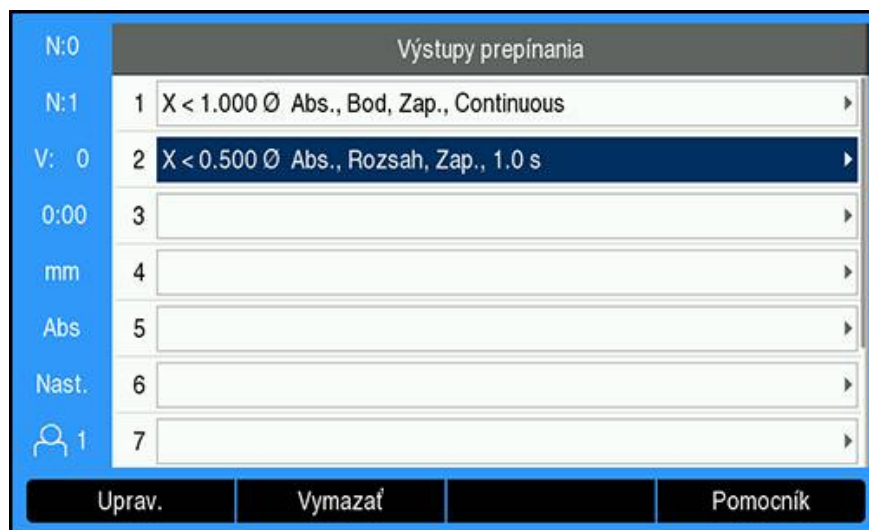 N:0
Výstupy prepínania
N:1
1 X < 1.000 Ø Abs., Bod, Zap., Continuous
V: 0
2 X < 0.500 Ø Abs., Rozsah, Zap., 1.0 s
0:00
3
mm
4
Abs
5
Nast.
6
1
7
Uprav. Vymazať Pomocník